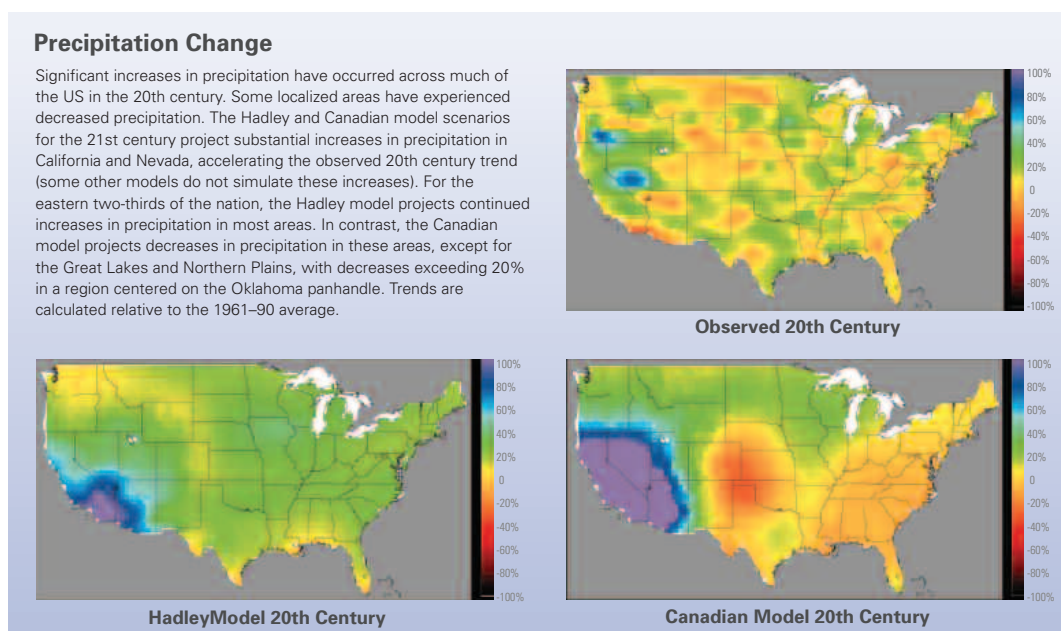 Precipitation Change
Significant increases in precipitation have occurred across much of
the US in the 20th century. Some localized areas have experienced
decreased precipitation. The Hadley and Canadian model scenarios
for the 21st century project substantial increases in precipitation in
California and Nevada, accelerating the observed 20th century trend
(some other models do not simulate these increases). For the
eastern two-thirds of the nation, the Hadley model projects continued
increases in precipitation in most areas. In contrast, the Canadian
model projects decreases in precipitation in these areas, except for
the Great Lakes and Northern Plains, with decreases exceeding 20%
in a region centered on the Oklahoma panhandle. Trends are
calculated relative to the 1961–90 average.
100%
80%
60%
40%
20%
0
-20%
-40%
-60%
-80%
-100%
Observed 20th Century
100%
80%
60%
40%
20%
0
-20%
-40%
-60%
-80%
-100%
HadleyModel 20th Century
100%
80%
60%
40%
20%
0
-20%
-40%
-60%
-80%
-100%
Canadian Model 20th Century